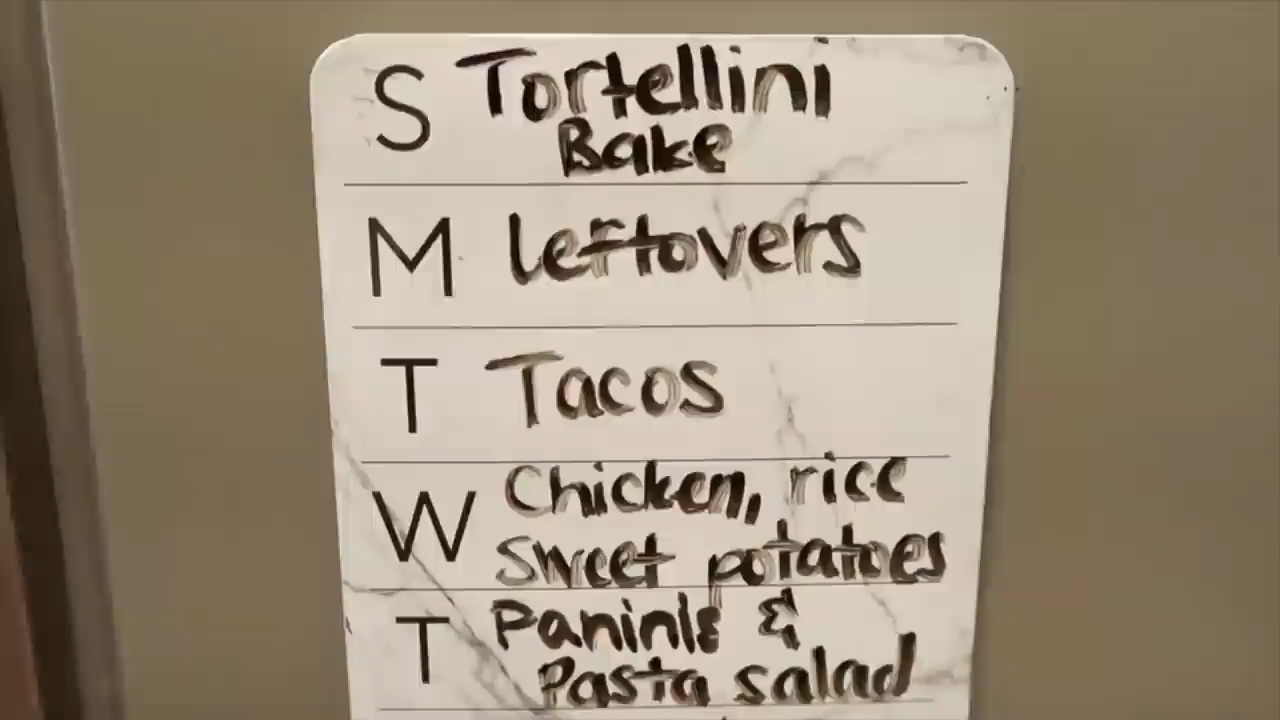 S Tortellini
Bake
M leftovers
T Tacos
W Chicken, rice
Sweet potatoes
T Paninis &
Pasta salad